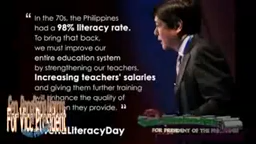 " In the 70s, the Philippines
had a 98% literacy rate.
To bring that back,
we must improve our
entire education system
by strengthening our teachers.
Increasing teachers' salaries
and giving them further training
will enhance the quality of
they provide. "
For Vice President
LiteracyDay
FOR PRESIDENT OF THE PHILIPPINES